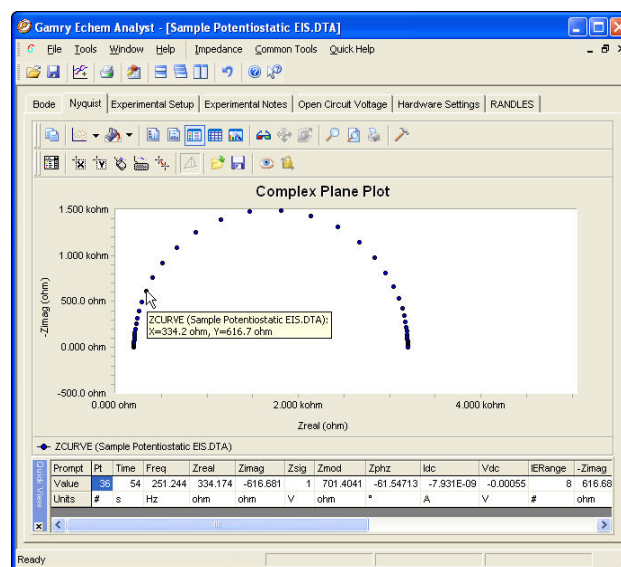 Gamry Echem Analyst - [Sample Potentiostatic EIS.DTA]
File Tools Window Help Impedance Common Tools Quick Help
Bode Nyquist Experimental Setup Experimental Notes Open Circuit Voltage Hardware Settings RANDLES
Complex Plane Plot
1.500 kohm
1.000 kohm
500.0 ohm
0.000 ohm
-500.0 ohm
-Zimag (ohm)
ZCURVE (Sample Potentiostatic EIS.DTA):
X=334.2 ohm, Y=616.7 ohm
0.000 ohm 2.000 kohm 4.000 kohm
Zreal (ohm)
ZCURVE (Sample Potentiostatic EIS.DTA)
Quick View
Prompt Pt Time Freq Zreal Zimag Zsig Zmod Zphz Idc Vdc IERange -Zimag
Value 36 54 251.244 334.174 -616.681 1 701.4041 -61.54713 -7.931E-09 -0.00055 8 616.68
Units # s Hz ohm ohm V ohm ° A V # ohm
Ready